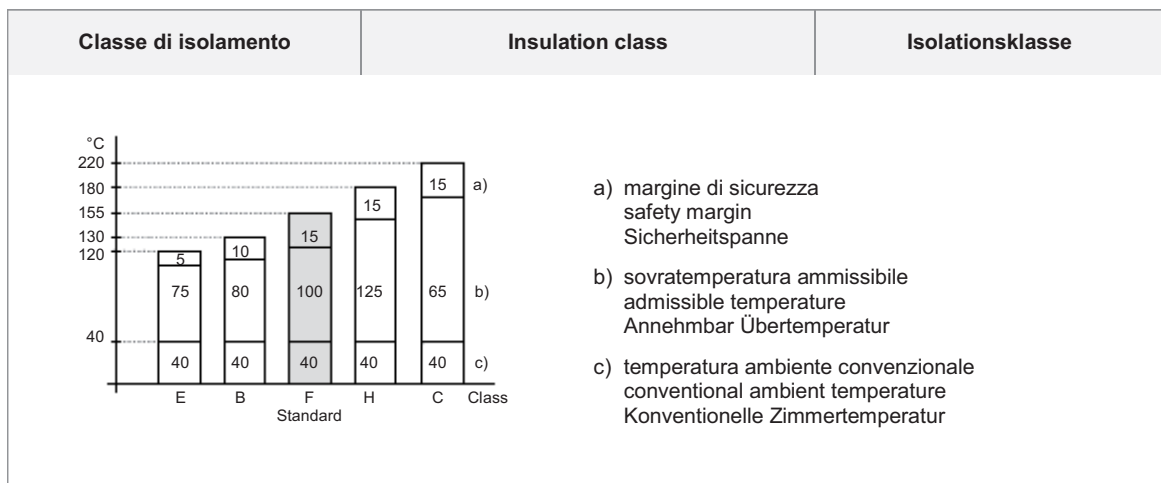 Classe di isolamento
Insulation class
Isolationsklasse
°C
220
180
155
130
120
40
15 a)
15
15
10
5
75 80 100 125 65 b)
40 40 40 40 40 c)
E B F H C Class
Standard
a) margine di sicurezza
safety margin
Sicherheitspanne
b) sovratemperatura ammissibile
admissible temperature
Annehmbar Übertemperatur
c) temperatura ambiente convenzionale
conventional ambient temperature
Konventionelle Zimmertemperatur